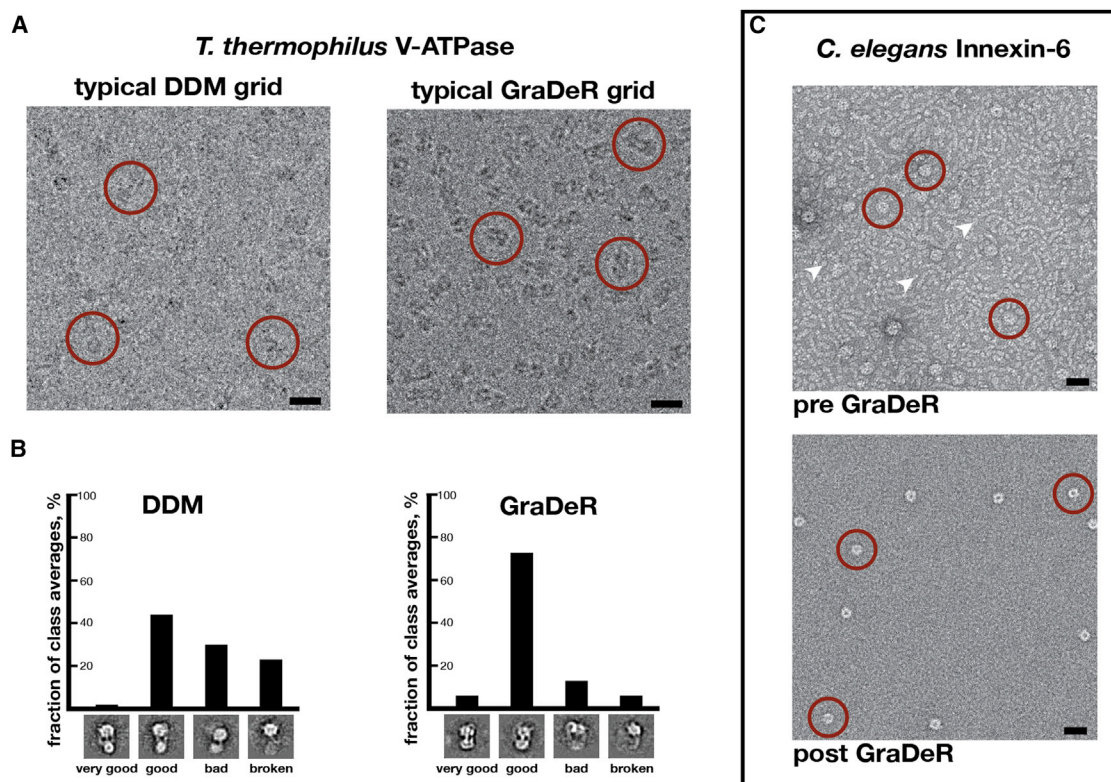 A
T. thermophilus V-ATPase
typical DDM grid
typical GraDeR grid
B
fraction of class averages, %
100
80
60
40
20
DDM
very good
good
bad
broken
fraction of class averages, %
100
80
60
40
20
GraDeR
very good
good
bad
broken
C
C. elegans Innexin-6
pre GraDeR
post GraDeR